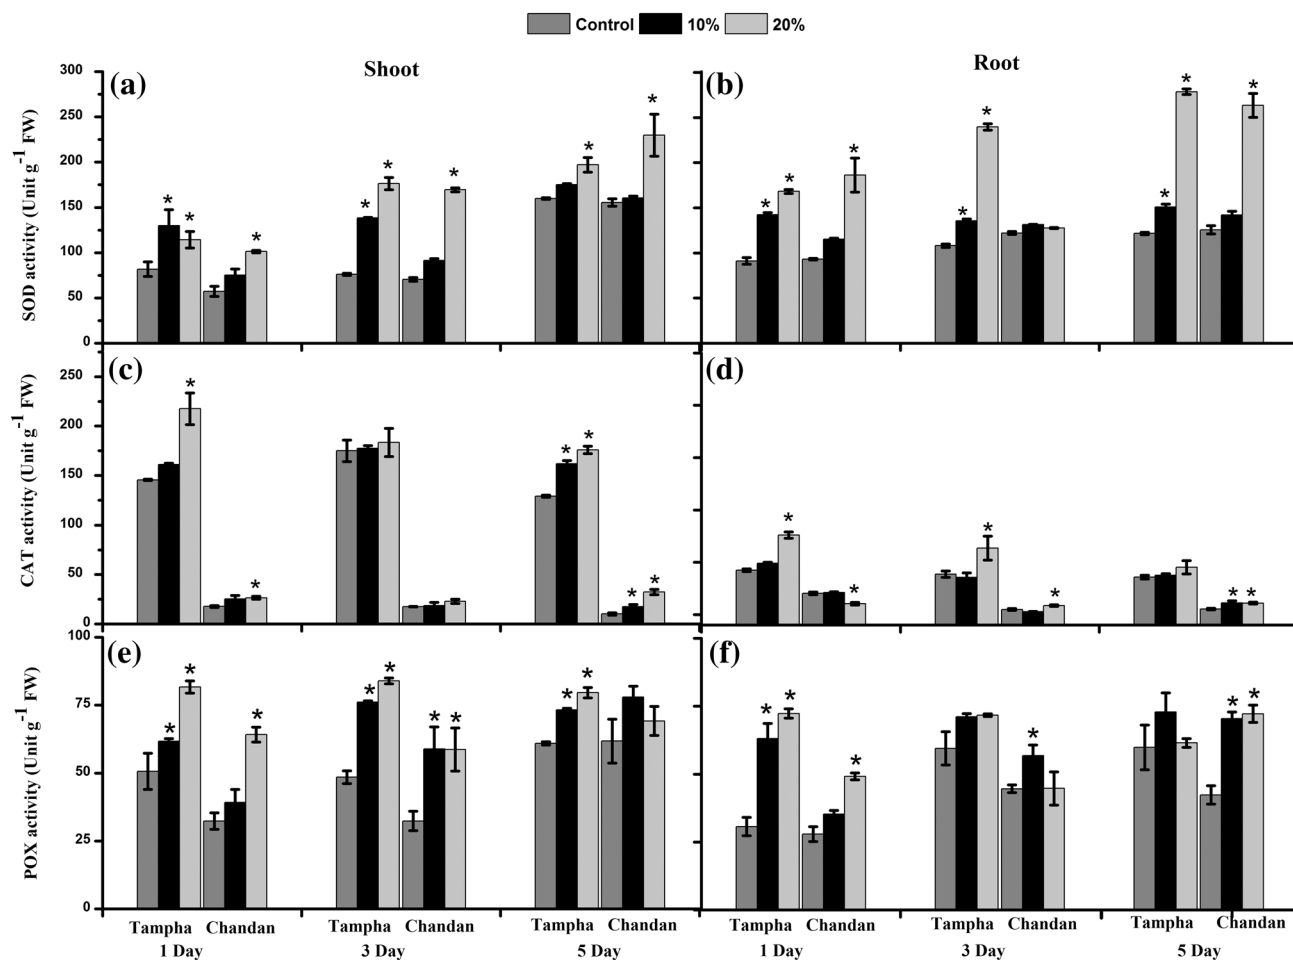 Control 10% 20%
Shoot
Root
(a)
(b)
SOD activity (Unit g⁻¹ FW)
300
250
200
150
100
50
0
* * * * * * * *
* * * * * * * *
(c)
(d)
CAT activity (Unit g⁻¹ FW)
250
200
150
100
50
0
* * * * * *
* * * * * *
(e)
(f)
POX activity (Unit g⁻¹ FW)
100
75
50
25
0
* * * * * * * * *
* * * * * *
Tampha Chandan Tampha Chandan Tampha Chandan Tampha Chandan Tampha Chandan Tampha Chandan
1 Day 3 Day 5 Day 1 Day 3 Day 5 Day